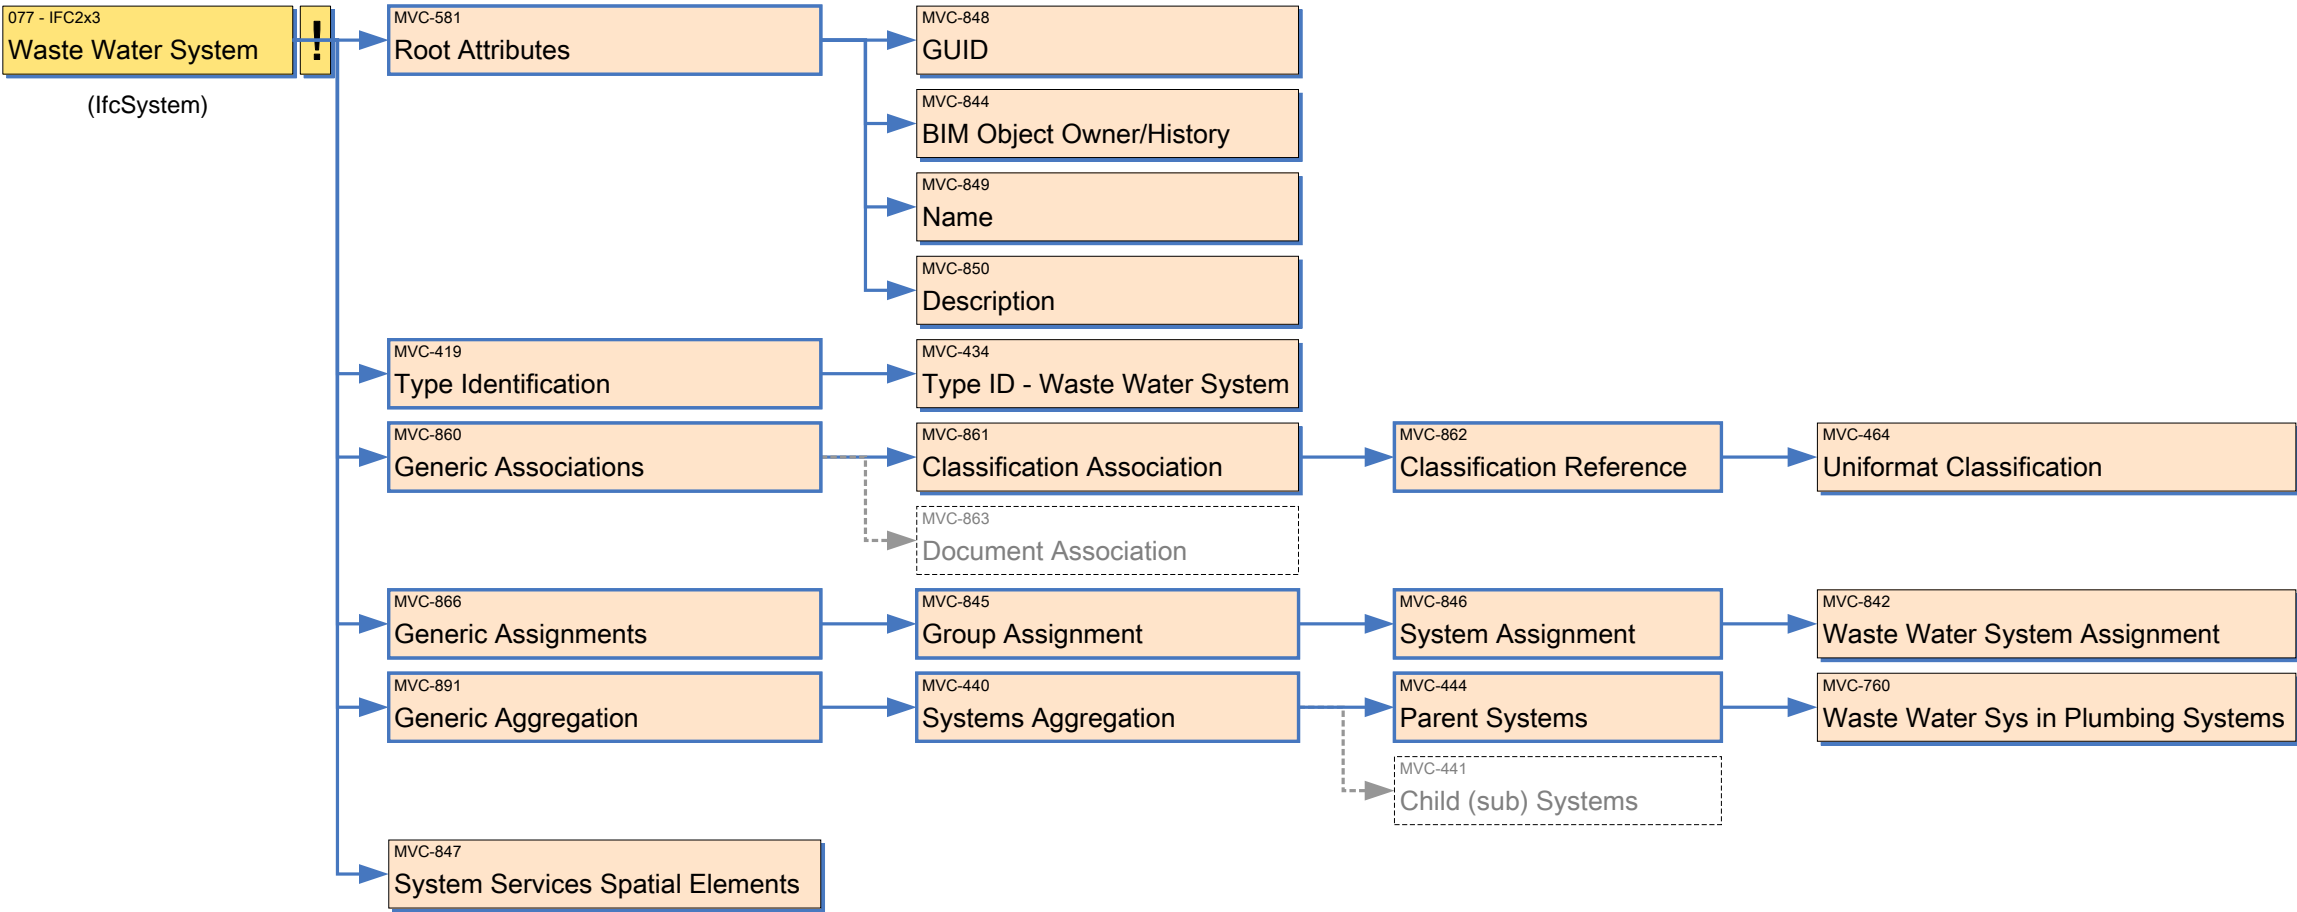 077 - IFC2x3
Waste Water System
!
(IfcSystem)
MVC-581
Root Attributes
MVC-848
GUID
MVC-844
BIM Object Owner/History
MVC-849
Name
MVC-850
Description
MVC-419
Type Identification
MVC-434
Type ID - Waste Water System
MVC-860
Generic Associations
MVC-861
Classification Association
MVC-862
Classification Reference
MVC-464
Uniformat Classification
MVC-863
Document Association
MVC-866
Generic Assignments
MVC-845
Group Assignment
MVC-846
System Assignment
MVC-842
Waste Water System Assignment
MVC-891
Generic Aggregation
MVC-440
Systems Aggregation
MVC-444
Parent Systems
MVC-760
Waste Water Sys in Plumbing Systems
MVC-441
Child (sub) Systems
MVC-847
System Services Spatial Elements